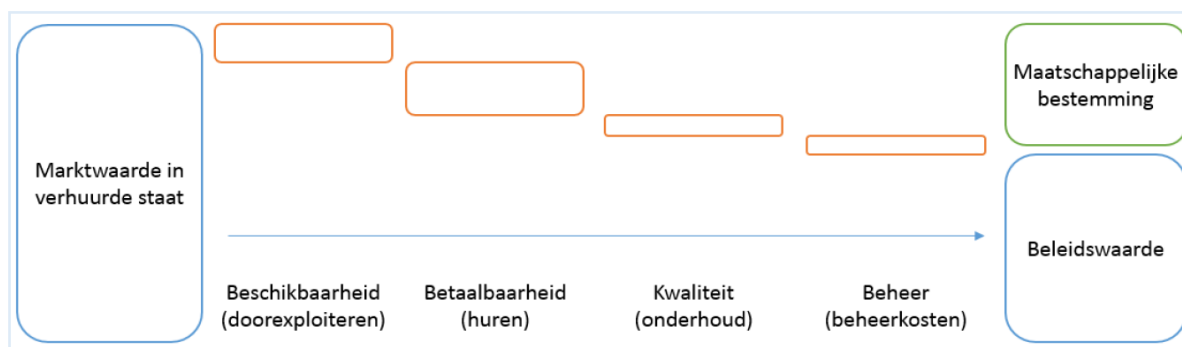 Marktwaarde in
verhuurde staat
Beschikbaarheid
(doorexploiteren)
Betaalbaarheid
(huren)
Kwaliteit
(onderhoud)
Beheer
(beheerkosten)
Maatschappelijke
bestemming
Beleidswaarde